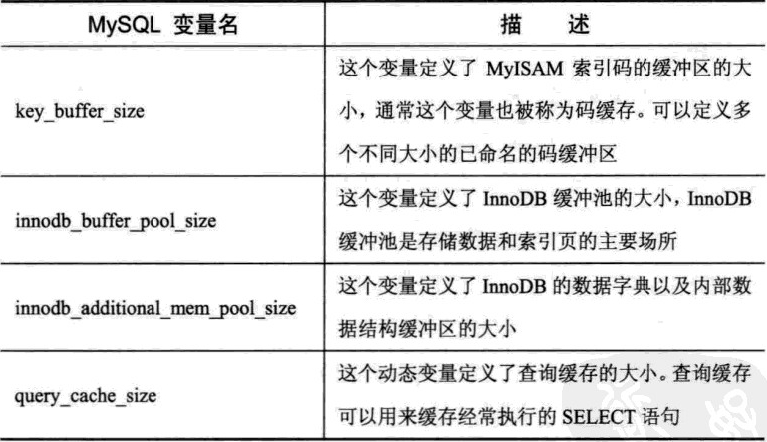 MySQL 变量名
描 述
key_buffer_size
这个变量定义了 MyISAM 索引码的缓冲区的大
小，通常这个变量也被称为码缓存。可以定义多
个不同大小的已命名的码缓冲区
innodb_buffer_pool_size
这个变量定义了 InnoDB 缓冲池的大小，InnoDB
缓冲池是存储数据和索引页的主要场所
innodb_additional_mem_pool_size
这个变量定义了 InnoDB 的数据字典以及内部数
据结构缓冲区的大小
query_cache_size
这个动态变量定义了查询缓存的大小。查询缓存
可以用来缓存经常执行的 SELECT 语句